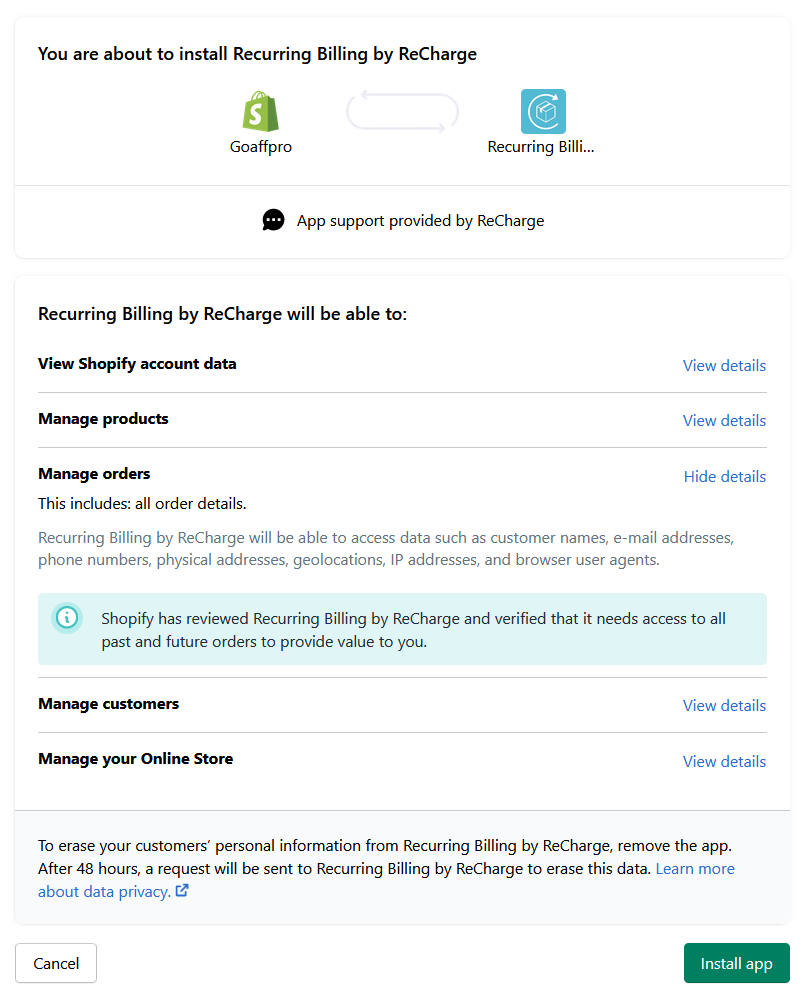 You are about to install Recurring Billing by ReCharge
Goaffpro
Recurring Billi...
App support provided by ReCharge
Recurring Billing by ReCharge will be able to:
View Shopify account data
View details
Manage products
View details
Manage orders
Hide details
This includes: all order details.
Recurring Billing by ReCharge will be able to access data such as customer names, e-mail addresses,
phone numbers, physical addresses, geolocations, IP addresses, and browser user agents.
Shopify has reviewed Recurring Billing by ReCharge and verified that it needs access to all
past and future orders to provide value to you.
Manage customers
View details
Manage your Online Store
View details
To erase your customers’ personal information from Recurring Billing by ReCharge, remove the app.
After 48 hours, a request will be sent to Recurring Billing by ReCharge to erase this data. Learn more
about data privacy.
Cancel
Install app